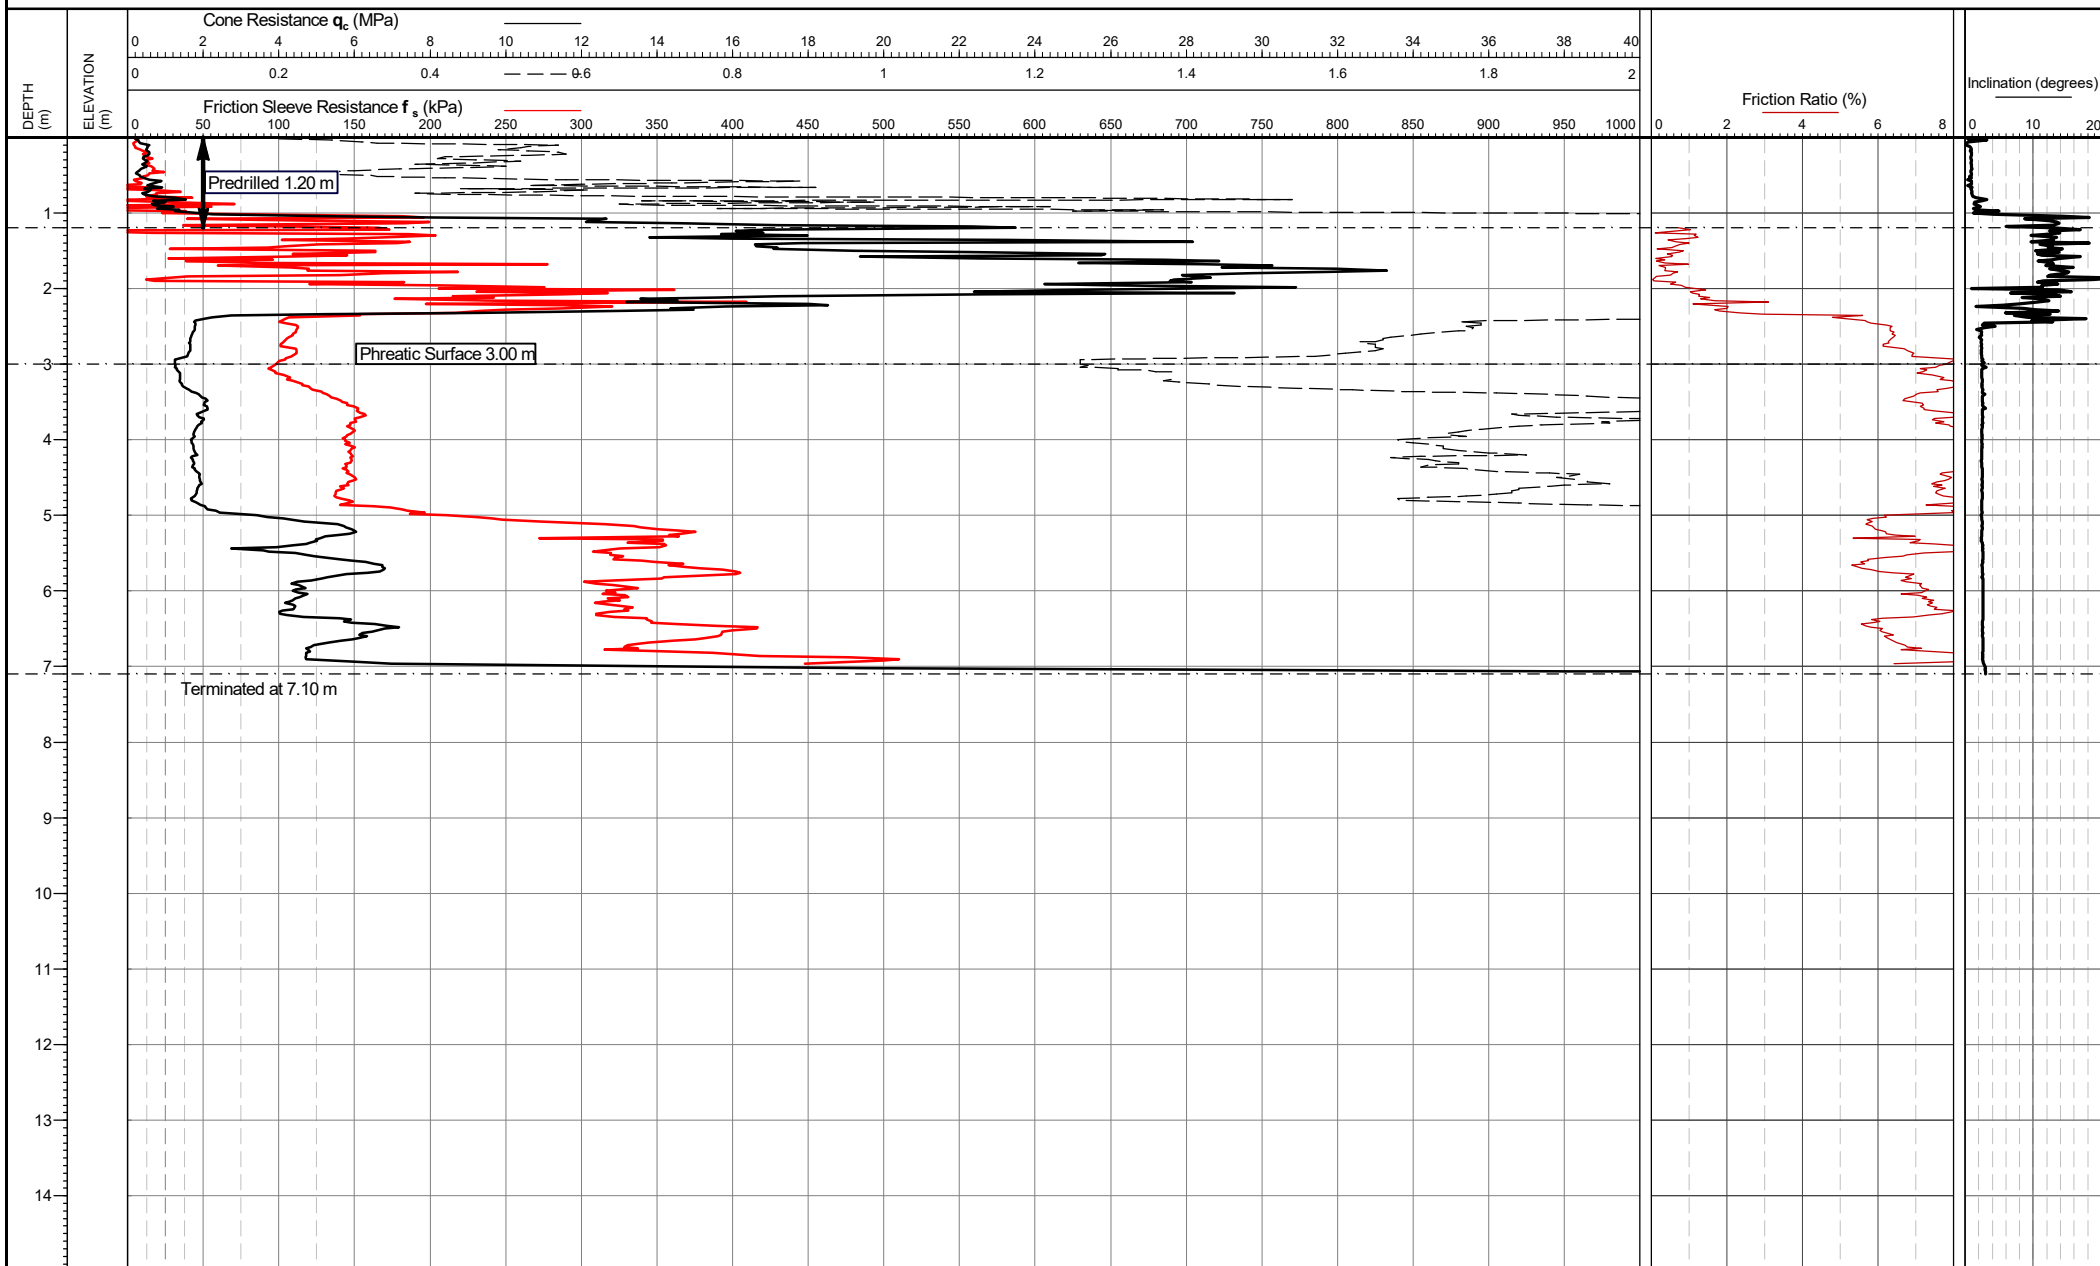 Cone Resistance qc (MPa)
0 2 4 6 8 10 12 14 16 18 20 22 24 26 28 30 32 34 36 38 40
0 0.2 0.4 0.6 0.8 1 1.2 1.4 1.6 1.8 2
DEPTH (m)
ELEVATION (m)
Friction Sleeve Resistance fs (kPa)
0 50 100 150 200 250 300 350 400 450 500 550 600 650 700 750 800 850 900 950 1000
Friction Ratio (%)
0 2 4 6 8
Inclination (degrees)
0 10 20
Predrilled 1.20 m
1
2
Phreatic Surface 3.00 m
3
4
5
6
7
Terminated at 7.10 m
8
9
10
11
12
13
14